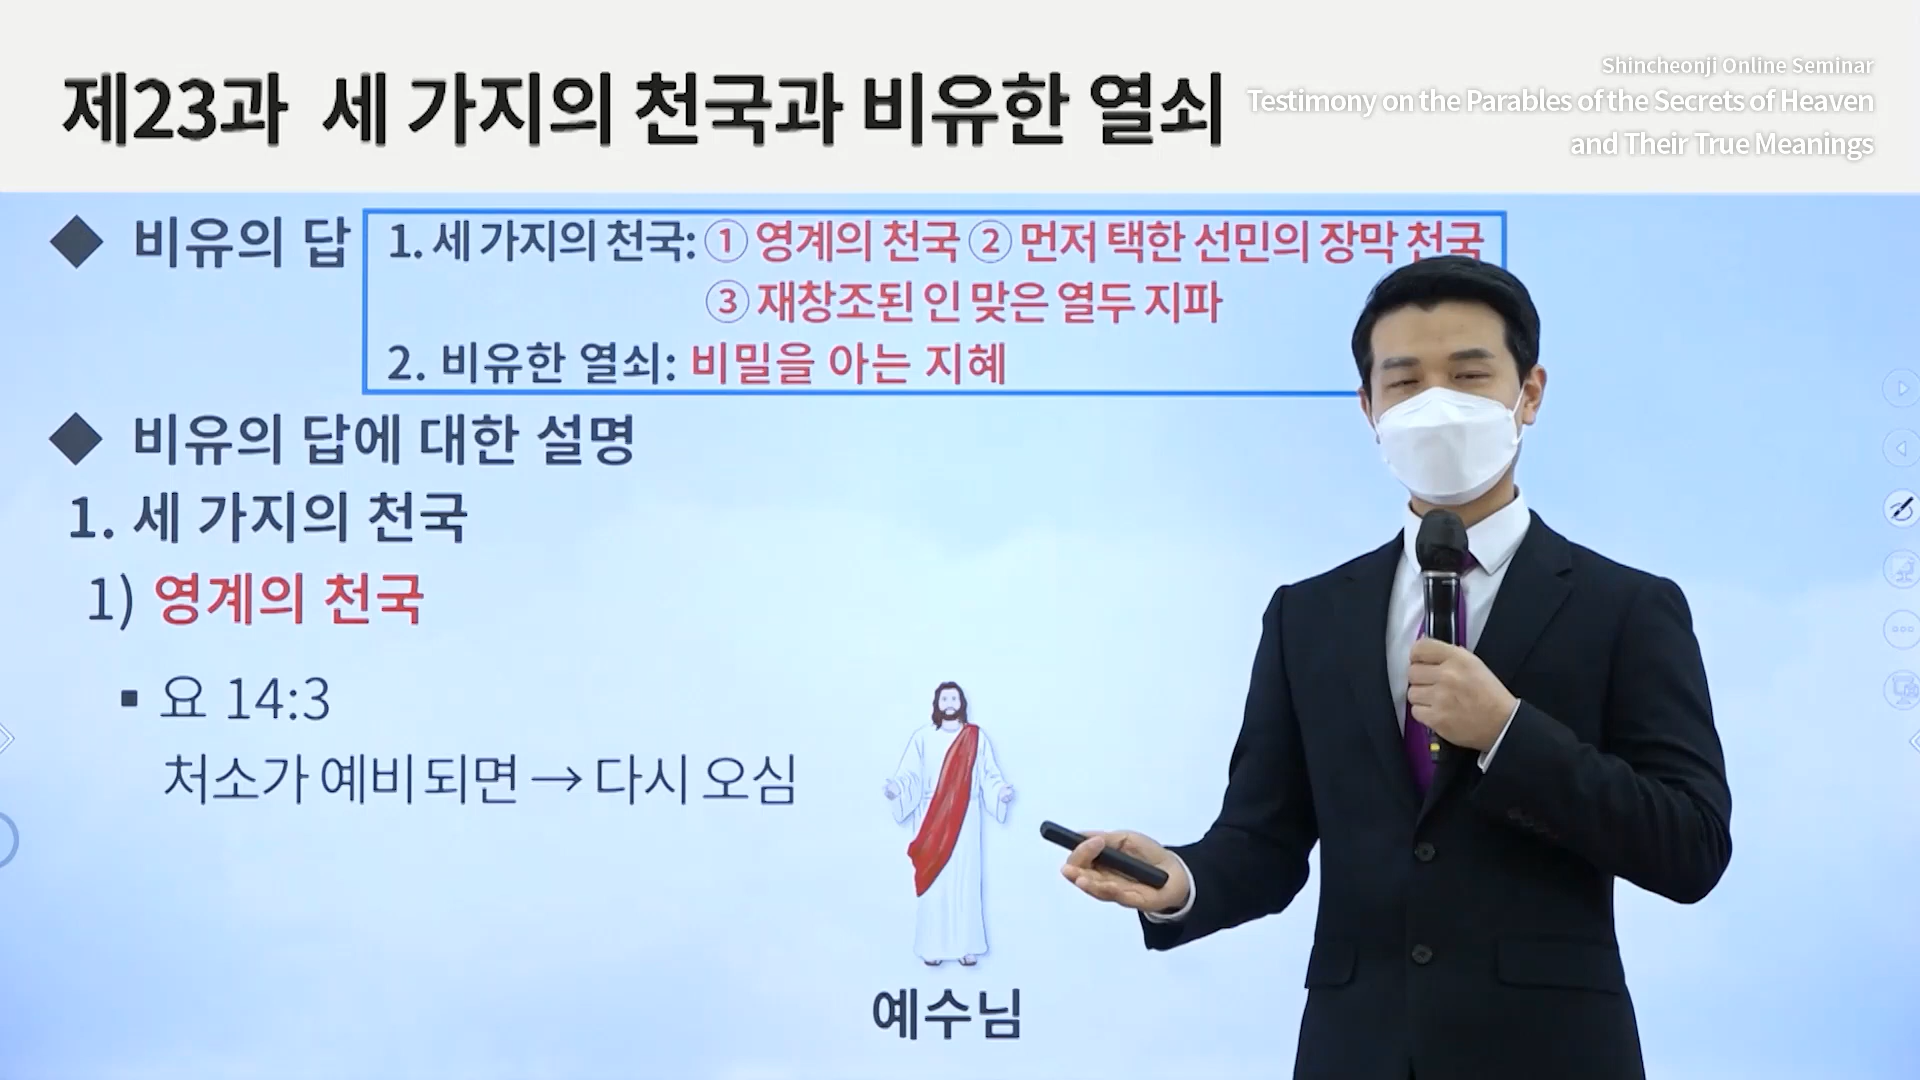 제23과 세 가지의 천국과 비유한 열쇠
Shincheonji Online Seminar
Testimony on the Parables of the Secrets of Heaven
and Their True Meanings
◆ 비유의 답
1. 세 가지의 천국: ① 영계의 천국 ② 먼저 택한 선민의 장막 천국
③ 재창조된 인 맞은 열두 지파
2. 비유한 열쇠: 비밀을 아는 지혜
◆ 비유의 답에 대한 설명
1. 세 가지의 천국
1) 영계의 천국
▪ 요 14:3
처소가 예비되면 → 다시 오심
예수님